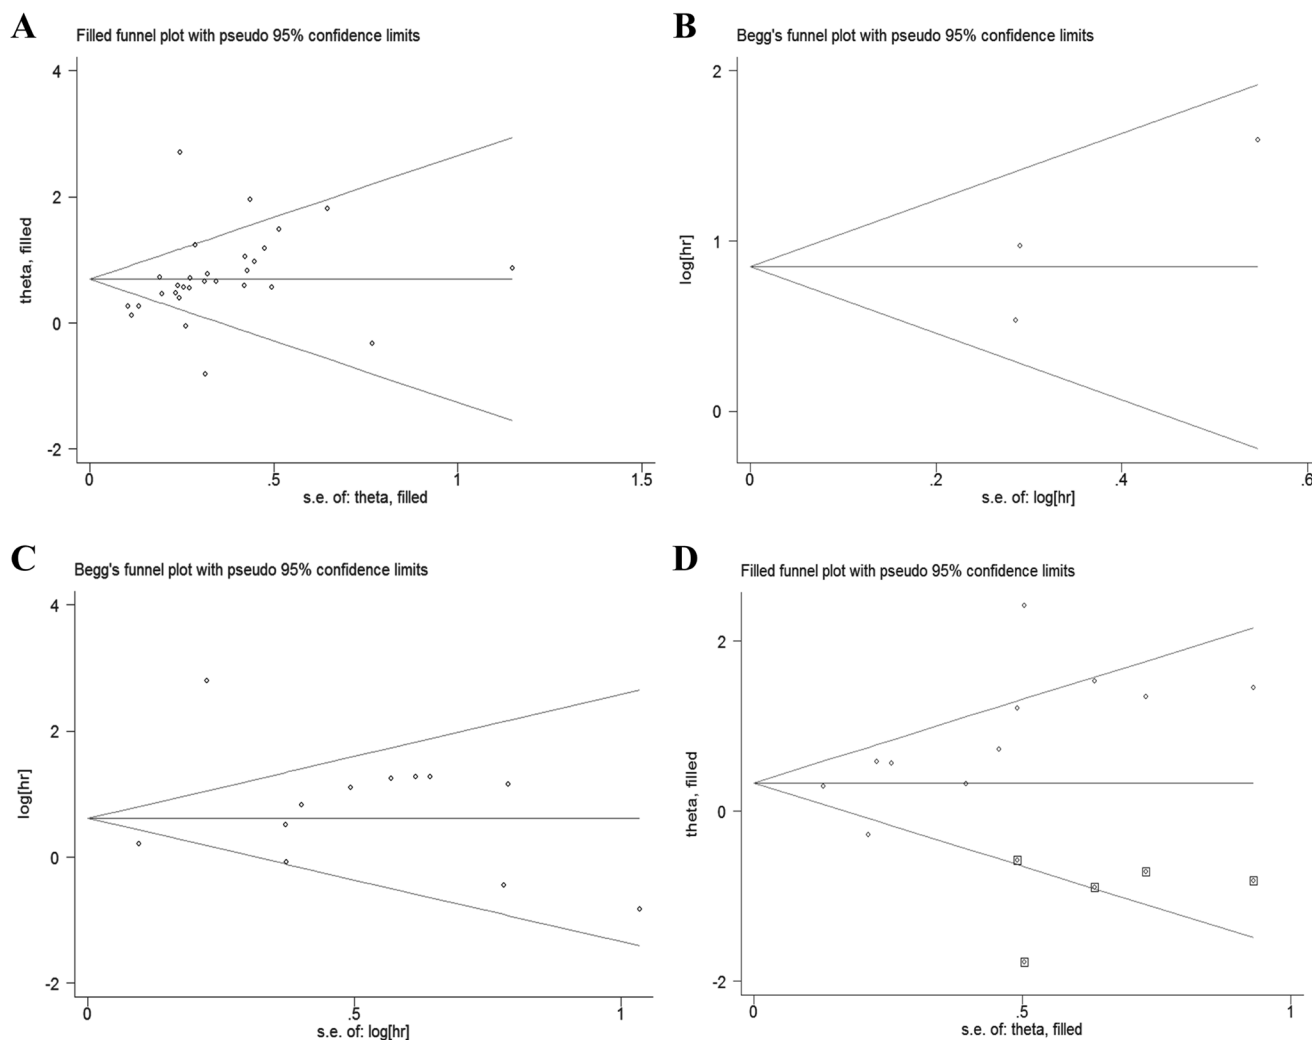 A
Filled funnel plot with pseudo 95% confidence limits
4
2
0
-2
theta, filled
0
.5
1
1.5
s.e. of: theta, filled
B
Begg's funnel plot with pseudo 95% confidence limits
2
1
0
log[hr]
0
.2
.4
.6
s.e. of: log[hr]
C
Begg's funnel plot with pseudo 95% confidence limits
4
2
0
-2
log[hr]
0
.5
1
s.e. of: log[hr]
D
Filled funnel plot with pseudo 95% confidence limits
2
0
-2
theta, filled
0
.5
1
s.e. of: theta, filled